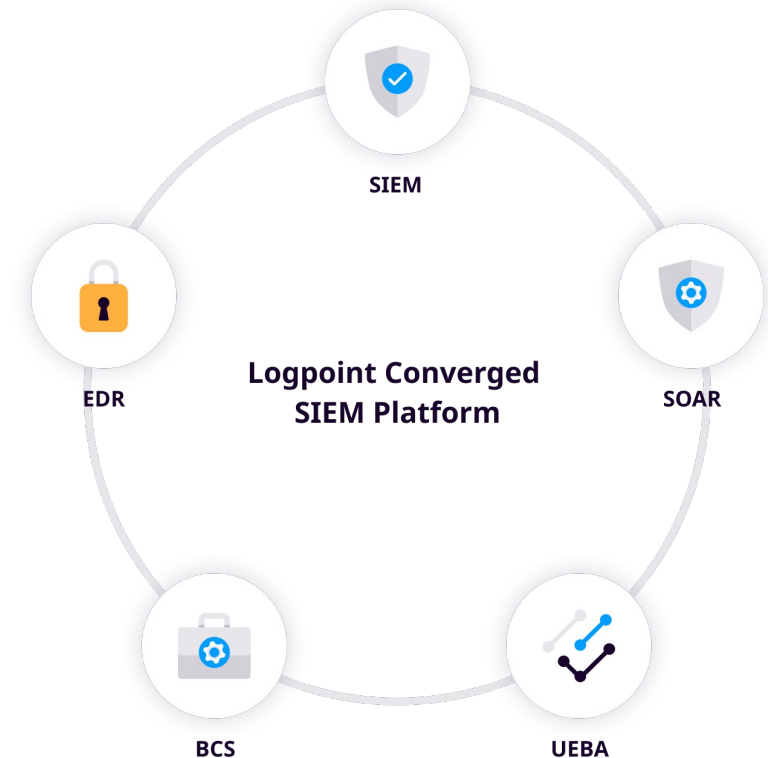 SIEM
EDR
SOAR
Logpoint Converged
SIEM Platform
BCS
UEBA